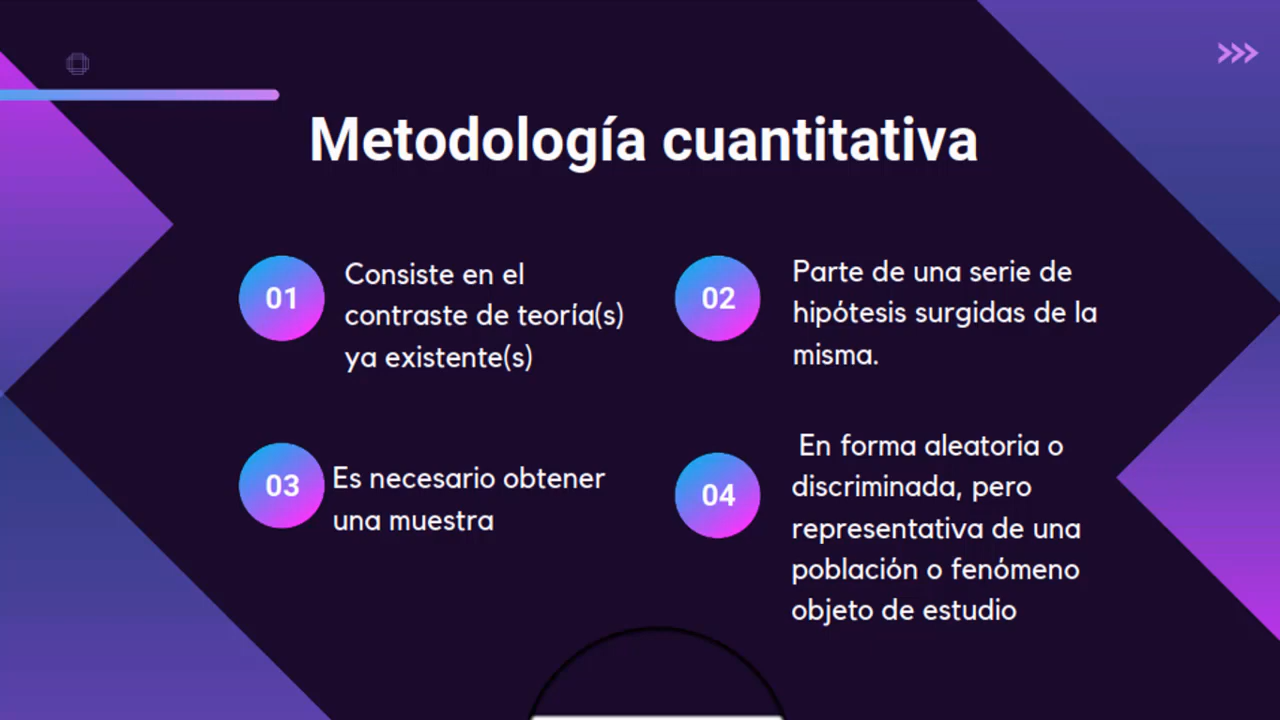 Metodología cuantitativa
01
Consiste en el
contraste de teoría(s)
ya existente(s)
02
Parte de una serie de
hipótesis surgidas de la
misma.
03
Es necesario obtener
una muestra
04
En forma aleatoria o
discriminada, pero
representativa de una
población o fenómeno
objeto de estudio